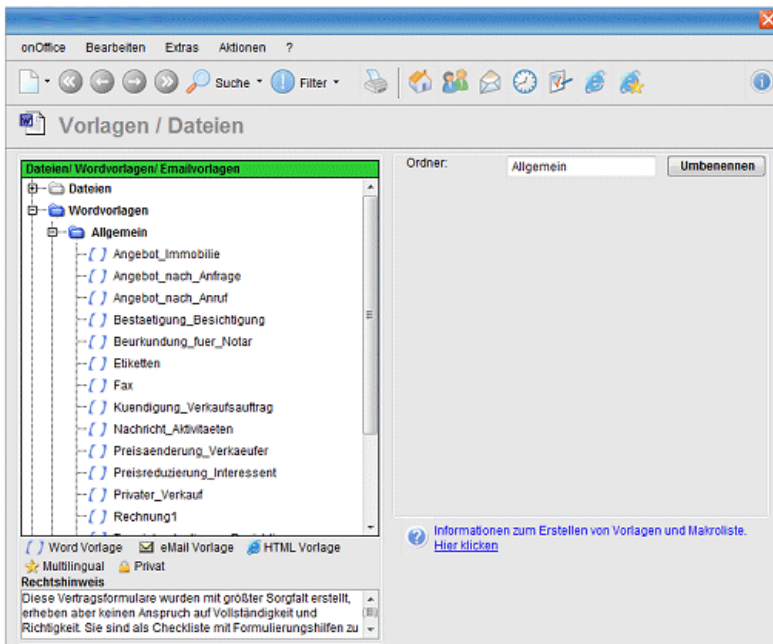 onOffice Bearbeiten Extras Aktionen ?
Suche Filter
Vorlagen / Dateien
Dateien/ Wordvorlagen/ Emailvorlagen
Dateien
Wordvorlagen
Allgemein
Angebot_Immobilie
Angebot_nach_Anfrage
Angebot_nach_Anruf
Bestaetigung_Besichtigung
Beurkundung_fuer_Notar
Etiketten
Fax
Kuendigung_Verkaufsauftrag
Nachricht_Aktivitaeten
Preisaenderung_Verkaeufer
Preisreduzierung_Interessent
Privater_Verkauf
Rechnung1
Word Vorlage eMail Vorlage HTML Vorlage
Multilingual Privat
Rechtshinweis
Diese Vertragsformulare wurden mit größter Sorgfalt erstellt,
erheben aber keinen Anspruch auf Vollständigkeit und
Richtigkeit. Sie sind als Checkliste mit Formulierungshilfen zu
Ordner: Allgemein Umbenennen
Informationen zum Erstellen von Vorlagen und Makroliste.
Hier klicken